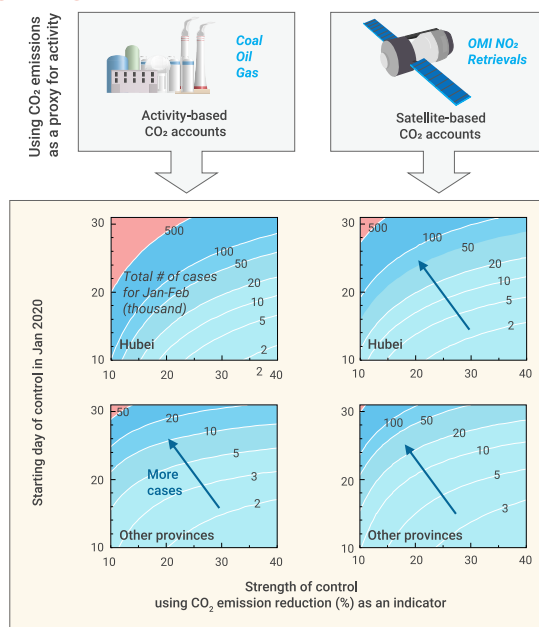 Using CO₂ emissions
as a proxy for activity
Coal
Oil
Gas
Activity-based
CO₂ accounts
OMI NO₂
Retrievals
Satellite-based
CO₂ accounts
Starting day of control in Jan 2020
30
20
10
500
100
50
20
10
5
2
2
Total # of cases
for Jan-Feb
(thousand)
Hubei
10 20 30 40
30
20
10
500
100
50
20
10
5
2
Hubei
10 20 30 40
30
20
10
50
20
10
5
3
2
More
cases
Other provinces
10 20 30 40
30
20
10
100
50
20
10
5
3
Other provinces
10 20 30 40
Strength of control
using CO₂ emission reduction (%) as an indicator